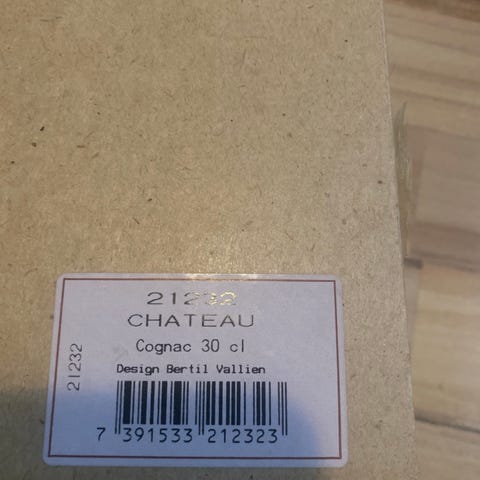 21232
CHATEAU
Cognac 30 cl
Design Bertil Vallien
21232
7 391533 212323